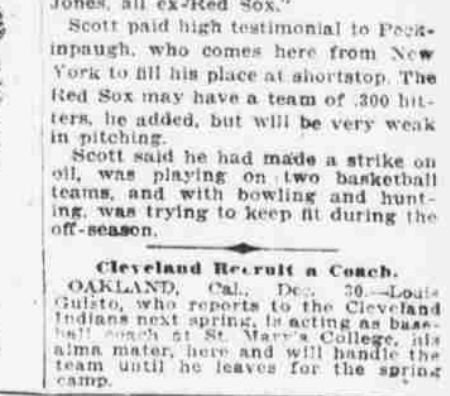 Jones, all ex-Red Sox."
Scott paid high testimonial to Peck-
inpaugh, who comes here from New
York to fill his place at shortstop. The
Red Sox may have a team of .300 hit-
ters, he added, but will be very weak
in pitching.
Scott said he had made a strike on
oil, was playing on two basketball
teams, and with bowling and hunt-
ing, was trying to keep fit during the
off-season.
Cleveland Recruit a Coach.
OAKLAND, Cal., Dec. 30.—Louis
Guisto, who reports to the Cleveland
Indians next spring, is acting as base-
ball coach at St. Mary's College, his
alma mater, here and will handle the
team until he leaves for the spring
camp.